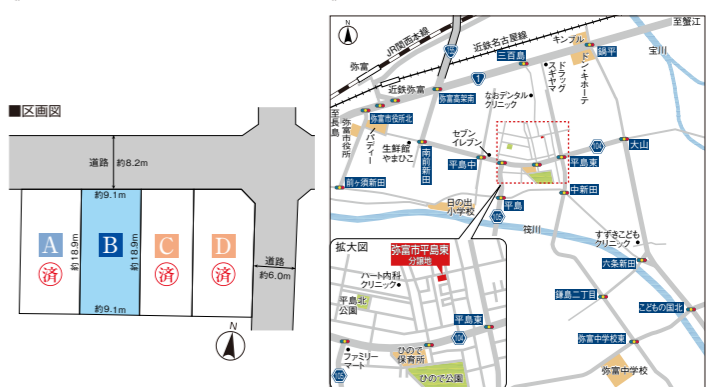 ■区画図
道路 約8.2m
約9.1m
約18.9m
約18.9m
約9.1m
A
済
B
C
済
D
済
道路
約6.0m
N
N
JR関西本線
近鉄名古屋線
至蟹江
155
キンブル
鍋平
宝川
三百島
弥富
1
ドラッグスギヤマ
ドン・キホーテ
近鉄弥富
弥富高架南
なおデンタル
クリニック
至長島
弥富市役所
弥富市役所北
パディー
生鮮館
やまひこ
南前新田
セブン
イレブン
平島中
104
平島東
大山
前ヶ須新田
中新田
日の出
小学校
平島
105
筏川
すずきこども
クリニック
六条新田
鎌島二丁目
こどもの国北
弥富中学校東
弥富中学校
拡大図
弥富市平島東
分譲地
ハート内科
クリニック
平島北
公園
平島東
104
ひので
保育所
ファミリー
マート
105
ひので公園